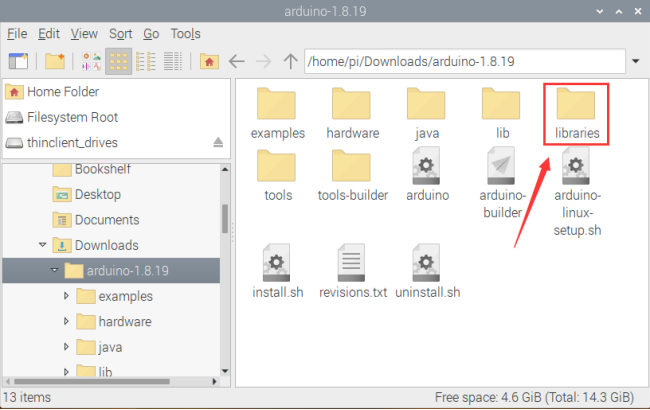 arduino-1.8.19
File Edit View Sort Go Tools
/home/pi/Downloads/arduino-1.8.19
Home Folder
Filesystem Root
thinclient_drives
Bookshelf
Desktop
Documents
Downloads
arduino-1.8.19
examples
hardware
java
lib
examples hardware java lib libraries
tools tools-builder arduino arduino-
builder arduino-
linux-
setup.sh
install.sh revisions.txt uninstall.sh
13 items Free space: 4.6 GiB (Total: 14.3 GiB)